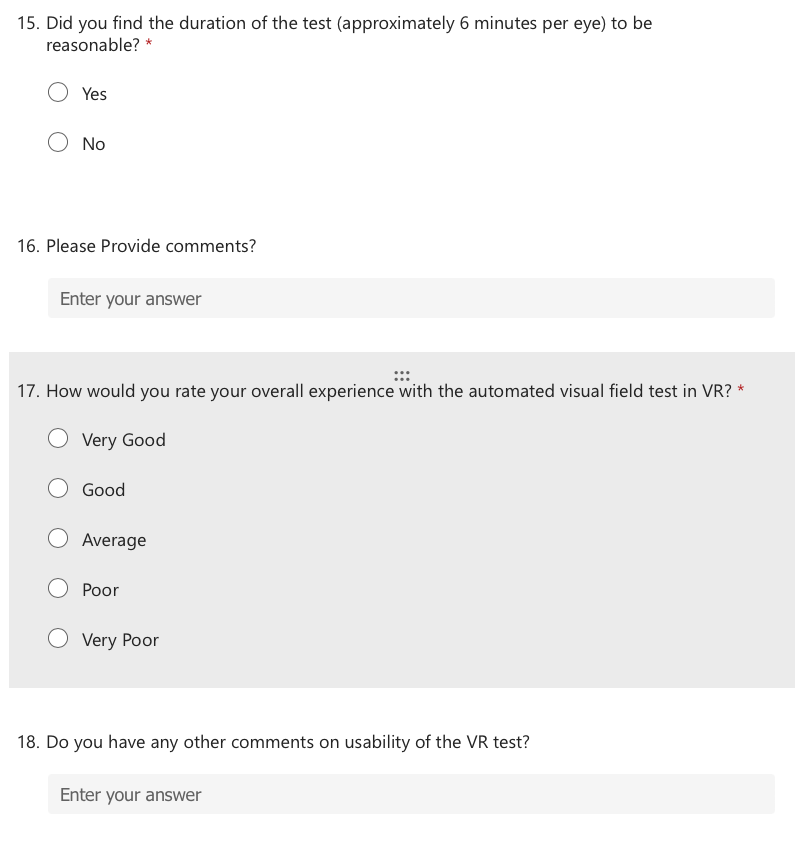 15. Did you find the duration of the test (approximately 6 minutes per eye) to be
reasonable? *
Yes
No
16. Please Provide comments?
Enter your answer
17. How would you rate your overall experience with the automated visual field test in VR? *
Very Good
Good
Average
Poor
Very Poor
18. Do you have any other comments on usability of the VR test?
Enter your answer